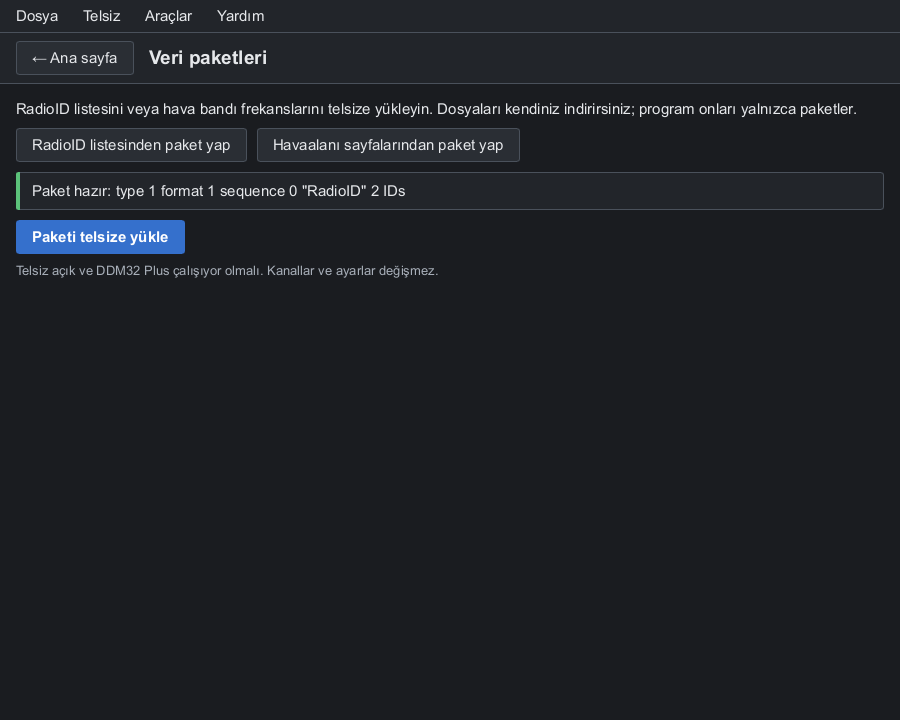 Dosya Telsiz Araçlar Yardım
← Ana sayfa Veri paketleri
RadioID listesini veya hava bandı frekanslarını telsize yükleyin. Dosyaları kendiniz indirirsiniz; program onları yalnızca paketler.
RadioID listesinden paket yap Havaalanı sayfalarından paket yap
Paket hazır: type 1 format 1 sequence 0 "RadioID" 2 IDs
Paketi telsize yükle
Telsiz açık ve DDM32 Plus çalışıyor olmalı. Kanallar ve ayarlar değişmez.